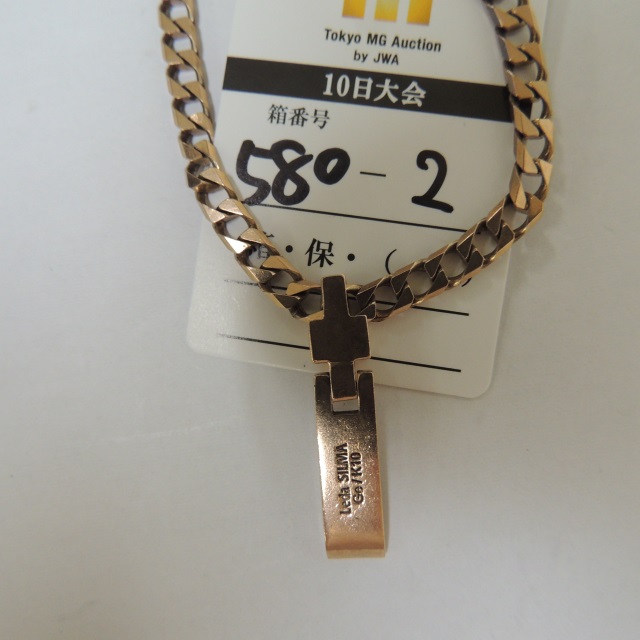 Tokyo MG Auction
by JWA
10日大会
箱番号
580-2
・保・(
Leda SILMA
Ge/K10